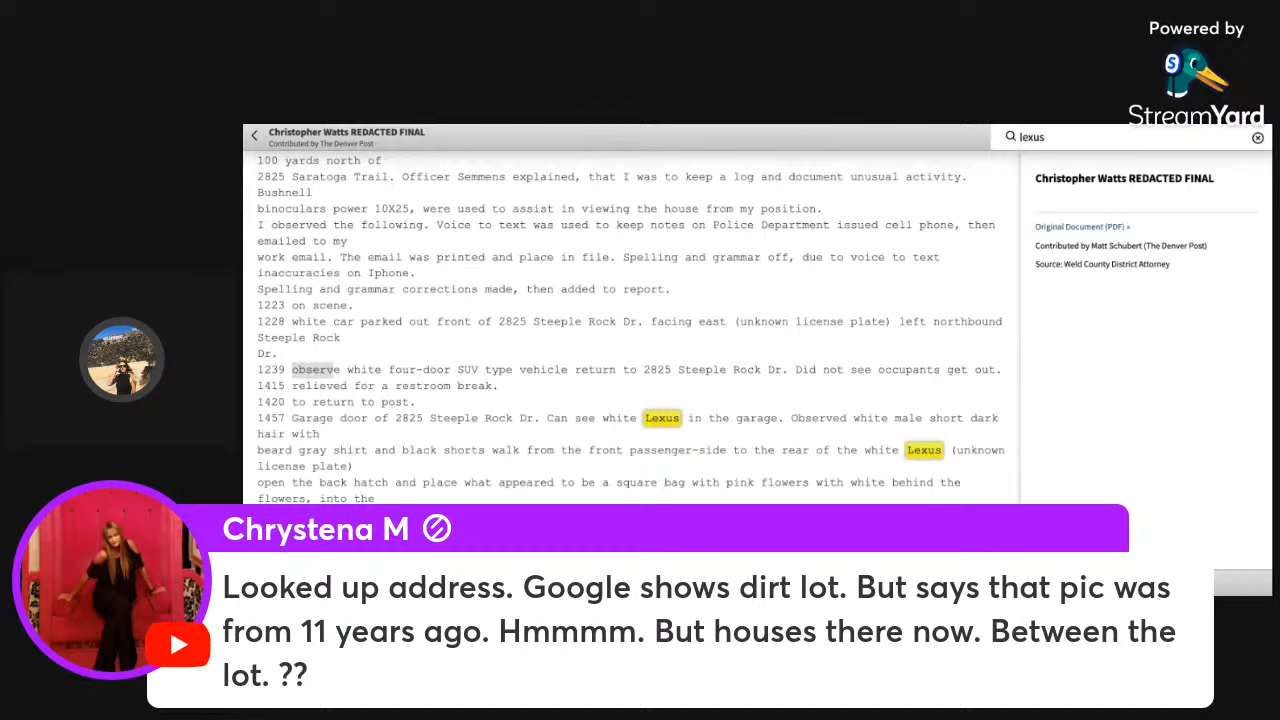 Powered by
StreamYard
Christopher Watts REDACTED FINAL
Contributed by The Denver Post
lexus
100 yards north of
2825 Saratoga Trail. Officer Semmens explained, that I was to keep a log and document unusual activity.
Bushnell
binoculars power 10X25, were used to assist in viewing the house from my position.
I observed the following. Voice to text was used to keep notes on Police Department issued cell phone, then
emailed to my
work email. The email was printed and place in file. Spelling and grammar off, due to voice to text
inaccuracies on Iphone.
Spelling and grammar corrections made, then added to report.
1223 on scene.
1228 white car parked out front of 2825 Steeple Rock Dr. facing east (unknown license plate) left northbound
Steeple Rock
Dr.
1239 observe white four-door SUV type vehicle return to 2825 Steeple Rock Dr. Did not see occupants get out.
1415 relieved for a restroom break.
1420 to return to post.
1457 Garage door of 2825 Steeple Rock Dr. Can see white Lexus in the garage. Observed white male short dark
hair with
beard gray shirt and black shorts walk from the front passenger-side to the rear of the white Lexus (unknown
license plate)
open the back hatch and place what appeared to be a square bag with pink flowers with white behind the
flowers, into the
Christopher Watts REDACTED FINAL
Original Document (PDF) »
Contributed by Matt Schubert (The Denver Post)
Source: Weld County District Attorney
Chrystena M
Looked up address. Google shows dirt lot. But says that pic was
from 11 years ago. Hmmmm. But houses there now. Between the
lot. ??